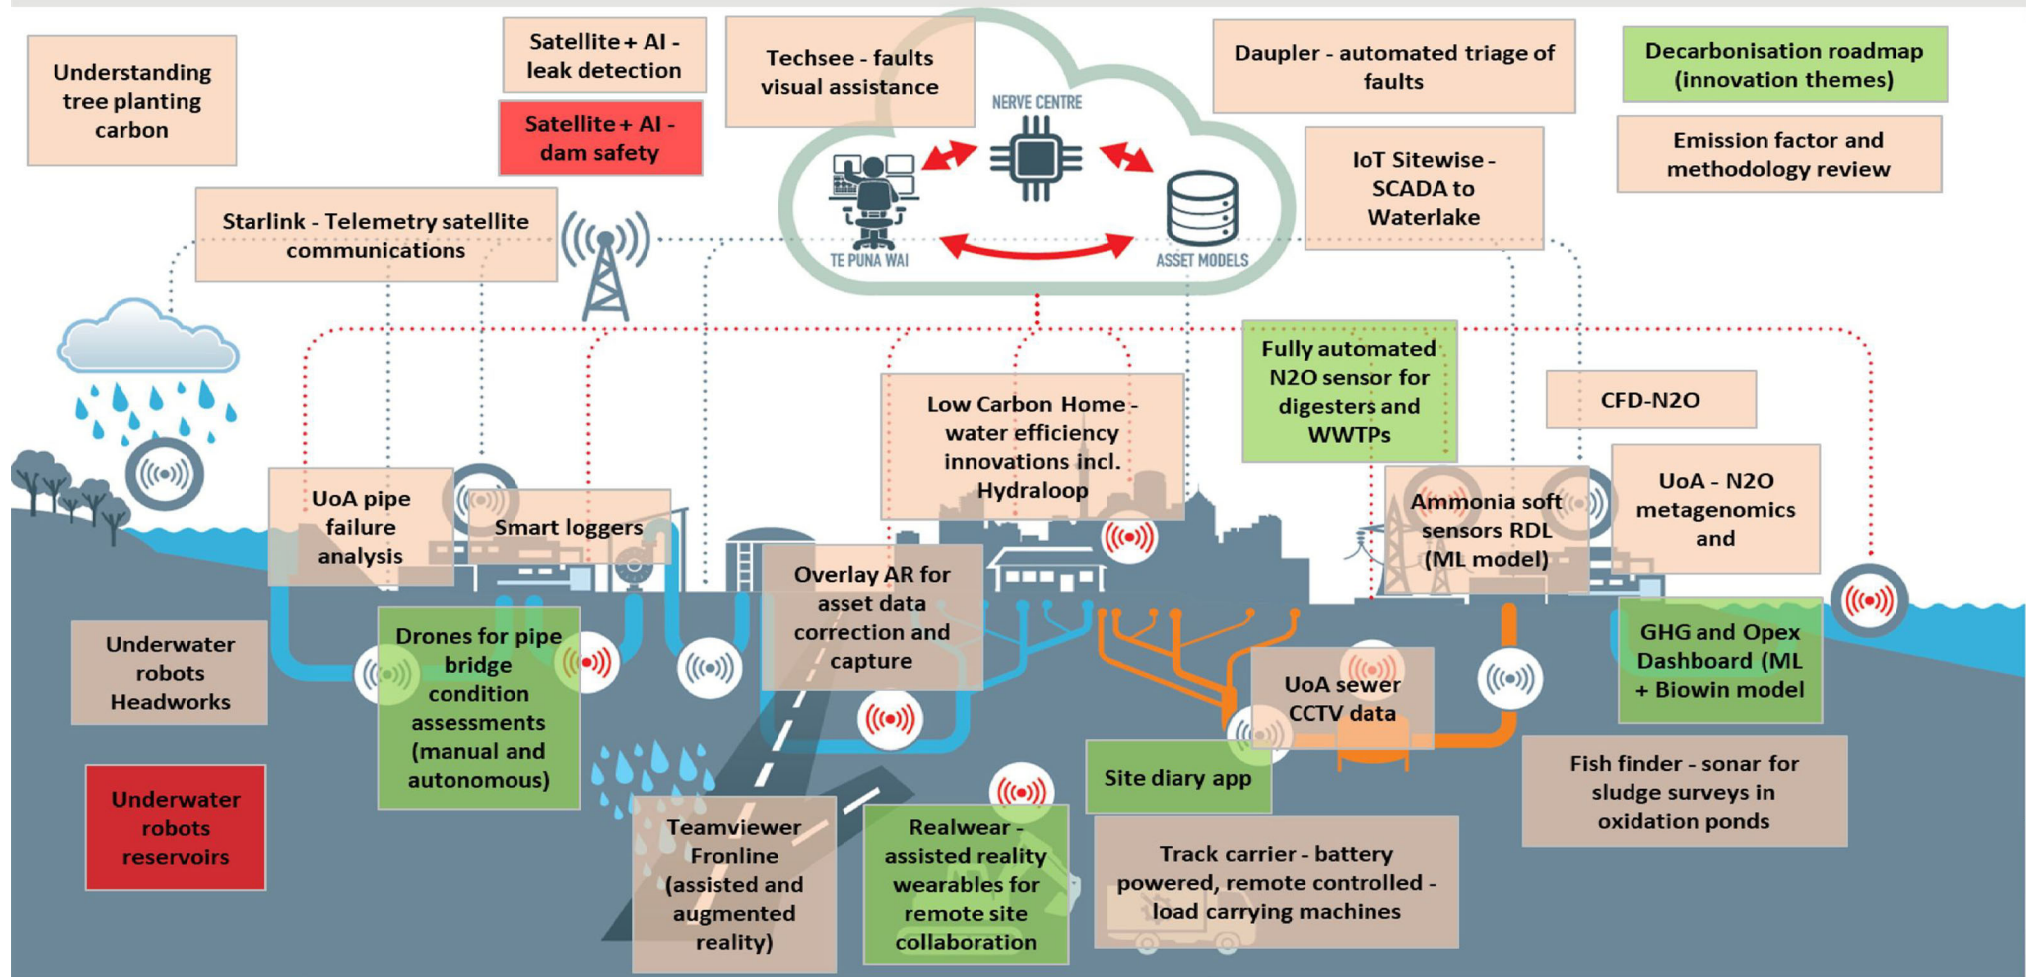 Understanding
tree planting
carbon
Satellite + AI -
leak detection
Satellite + AI -
dam safety
Techsee - faults
visual assistance
NERVE CENTRE
TE PUNA WAI
ASSET MODELS
Daupler - automated triage of
faults
IoT Sitewise -
SCADA to
Waterlake
Decarbonisation roadmap
(innovation themes)
Emission factor and
methodology review
Starlink - Telemetry satellite
communications
Fully automated
N2O sensor for
digesters and
WWTPs
Low Carbon Home -
water efficiency
innovations incl.
Hydraloop
CFD-N2O
UoA pipe
failure
analysis
Smart loggers
Ammonia soft
sensors RDL
(ML model)
UoA - N2O
metagenomics
and
Overlay AR for
asset data
correction and
capture
Underwater
robots
Headworks
Drones for pipe
bridge
condition
assessments
(manual and
autonomous)
GHG and Opex
Dashboard (ML
+ Biowin model
UoA sewer
CCTV data
Underwater
robots
reservoirs
Site diary app
Fish finder - sonar for
sludge surveys in
oxidation ponds
Teamviewer
Fronline
(assisted and
augmented
reality)
Realwear -
assisted reality
wearables for
remote site
collaboration
Track carrier - battery
powered, remote controlled -
load carrying machines